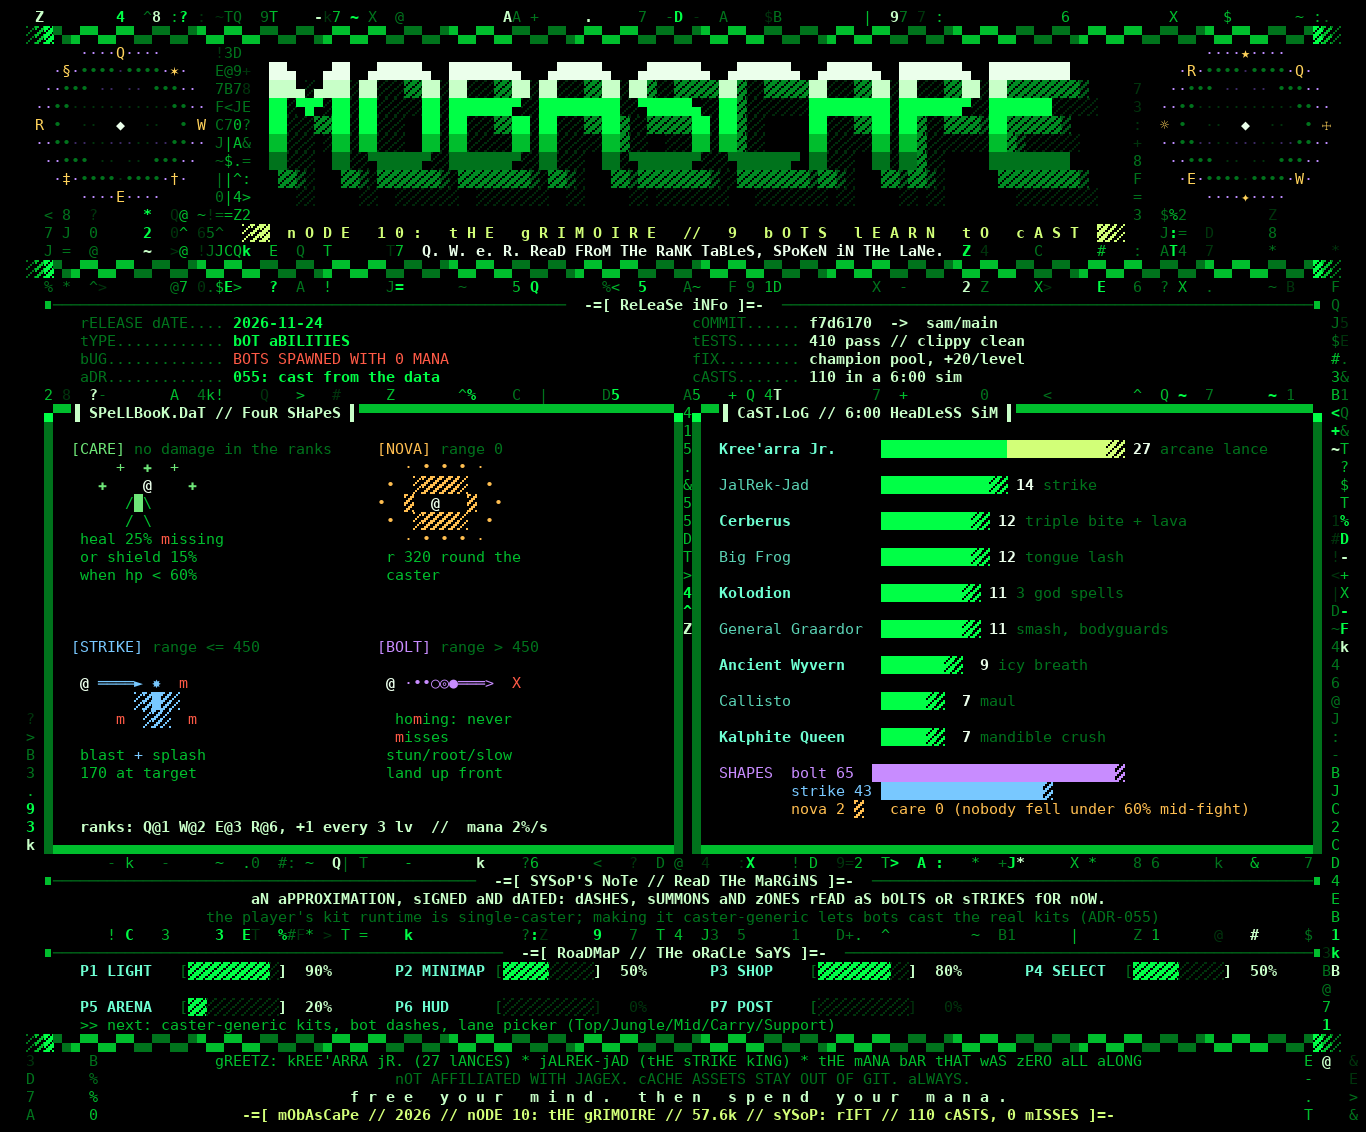 MOBASCAPE
nODE 10: tHE gRIMOIRE // 9 bOTS lEARN tO cAST
Q. W. e. R. ReaD FRoM THe RaNK TaBLeS, SPoKeN iN THe LaNe.
-=[ ReLeaSe iNFo ]=-
rELEASE dATE.... 2026-11-24
cOMMIT...... f7d6170 -> sam/main
tYPE............ bOT aBILITIES
tESTS....... 410 pass // clippy clean
bUG............. BOTS SPAWNED WITH 0 MANA
fIX......... champion pool, +20/level
aDR............. 055: cast from the data
cASTS....... 110 in a 6:00 sim
SPeLLBooK.DaT // FouR SHaPeS
[CARE] no damage in the ranks
heal 25% missing
or shield 15%
when hp < 60%
[NOVA] range 0
r 320 round the
caster
[STRIKE] range <= 450
blast + splash
170 at target
[BOLT] range > 450
homing: never
misses
stun/root/slow
land up front
ranks: Q@1 W@2 E@3 R@6, +1 every 3 lv // mana 2%/s
CaST.LoG // 6:00 HeaDLeSS SiM
Kree'arra Jr. 27 arcane lance
JalRek-Jad 14 strike
Cerberus 12 triple bite + lava
Big Frog 12 tongue lash
Kolodion 11 3 god spells
General Graardor 11 smash, bodyguards
Ancient Wyvern 9 icy breath
Callisto 7 maul
Kalphite Queen 7 mandible crush
SHAPES bolt 65
strike 43
nova 2 care 0 (nobody fell under 60% mid-fight)
-=[ SYSoP'S NoTe // ReaD THe MaRGiNS ]=-
aN aPPROXIMATION, sIGNED aND dATED: dASHES, sUMMONS aND zONES rEAD aS bOLTS oR sTRIKES fOR nOW.
the player's kit runtime is single-caster; making it caster-generic lets bots cast the real kits (ADR-055)
-=[ RoaDMaP // THe oRaCLe SaYS ]=-
P1 LIGHT [ ] 90% P2 MINIMAP [ ] 50% P3 SHOP [ ] 80% P4 SELECT [ ] 50%
P5 ARENA [ ] 20% P6 HUD [ ] 0% P7 POST [ ] 0%
>> next: caster-generic kits, bot dashes, lane picker (Top/Jungle/Mid/Carry/Support)
gREETZ: kREE'ARRA jR. (27 lANCES) * jALREK-jAD (tHE sTRIKE kING) * tHE mANA bAR tHAT wAS zERO aLL aLONG
nOT AFFILIATED WITH JAGEX. cACHE ASSETS STAY OUT OF GIT. aLWAYS.
free your mind. then spend your mana.
-=[ mObAsCaPe // 2026 // nODE 10: tHE gRIMOIRE // 57.6k // sYSoP: rIFT // 110 cASTS, 0 mISSES ]=-